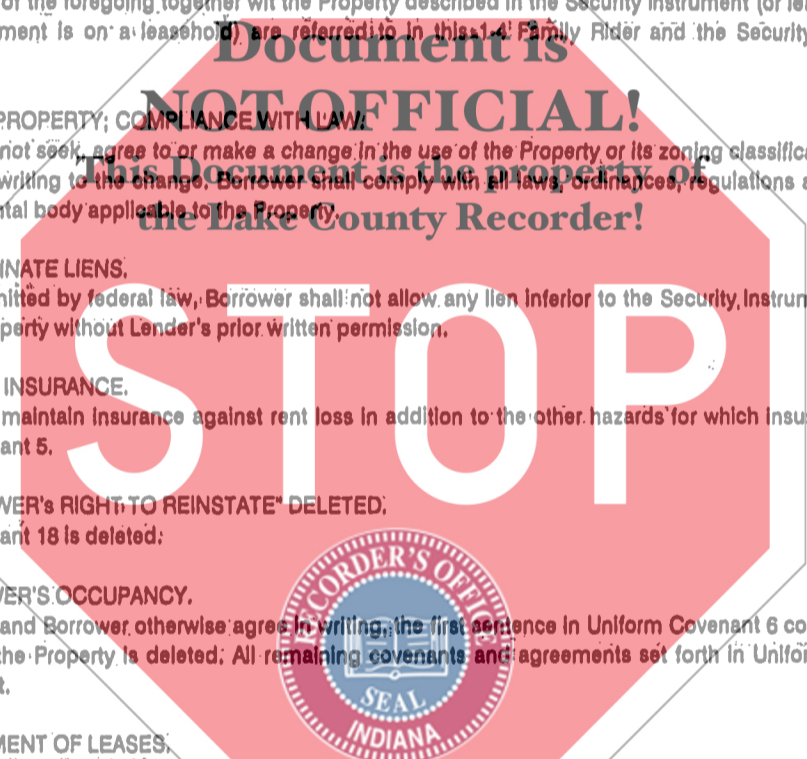 of the foregoing together wit the Property described in the Security Instrument (or
ment is on a leasehold) are referred to in this 1-4 Family Rider and the Security
Document is
NOT OFFICIAL!
This Document is the property of
the Lake County Recorder!
PROPERTY; COMPLIANCE WITH LAW.
not seek, agree to or make a change in the use of the Property or its zoning classific
writing to the change. Borrower shall comply with all laws, ordinances, regulations a
tal body applicable to the Property.
INATE LIENS.
itted by federal law, Borrower shall not allow any lien inferior to the Security Instrum
perty without Lender's prior written permission.
STOP
INSURANCE.
maintain insurance against rent loss in addition to the other hazards for which insu
ant 5.
WER's RIGHT TO REINSTATE" DELETED.
ant 18 is deleted.
WER'S OCCUPANCY.
and Borrower otherwise agree in writing, the first sentence in Uniform Covenant 6 co
the Property is deleted. All remaining covenants and agreements set forth in Unifor
t.
RECORDER'S OFFICE
SEAL
INDIANA
MENT OF LEASES.